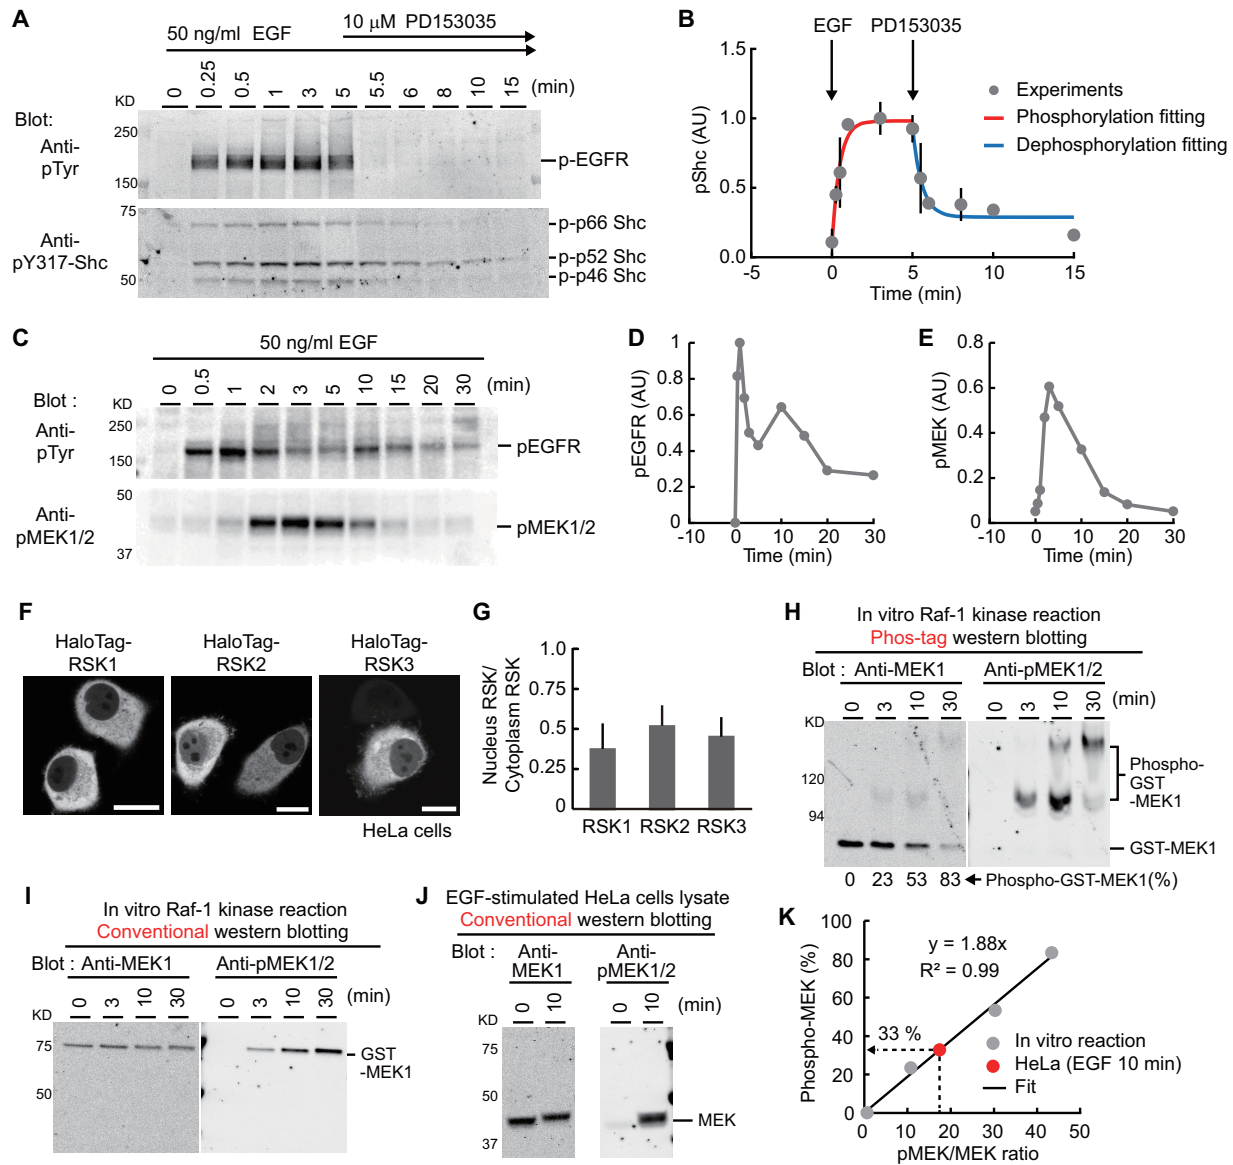 A
10 μM PD153035
50 ng/ml EGF
0 0.25 0.5 1 3 5 5.5 6 8 10 15 (min)
KD
Blot:
Anti-
pTyr
250
150
p-EGFR
75
50
Anti-
pY317-Shc
p-p66 Shc
p-p52 Shc
p-p46 Shc
B
EGF PD153035
1.5
1.0
0.5
0.0
pShc (AU)
-5 0 5 10 15
Time (min)
Experiments
Phosphorylation fitting
Dephosphorylation fitting
C
50 ng/ml EGF
0 0.5 1 2 3 5 10 15 20 30 (min)
Blot :
KD
Anti-
pTyr
250
150
pEGFR
50
37
Anti-
pMEK1/2
pMEK1/2
D
1
0.8
0.6
0.4
0.2
0
pEGFR (AU)
-10 0 10 20 30
Time (min)
E
0.8
0.6
0.4
0.2
0
pMEK (AU)
-10 0 10 20 30
Time (min)
F
HaloTag-
RSK1
HaloTag-
RSK2
HaloTag-
RSK3
HeLa cells
G
Nucleus RSK/
Cytoplasm RSK
1.0
0.75
0.5
0.25
0
RSK1 RSK2 RSK3
H
In vitro Raf-1 kinase reaction
Phos-tag western blotting
Blot : Anti-MEK1 Anti-pMEK1/2
0 3 10 30 0 3 10 30 (min)
KD
120
94
Phospho-
GST
-MEK1
GST-MEK1
0 23 53 83 Phospho-GST-MEK1(%)
I
In vitro Raf-1 kinase reaction
Conventional western blotting
Blot : Anti-MEK1 Anti-pMEK1/2
0 3 10 30 0 3 10 30 (min)
KD
75
50
GST
-MEK1
J
EGF-stimulated HeLa cells lysate
Conventional western blotting
Blot :
Anti-
MEK1
Anti-
pMEK1/2
0 10 0 10 (min)
KD
75
50
37
MEK
K
100
80
60
40
20
0
Phospho-MEK (%)
y = 1.88x
R² = 0.99
33 %
In vitro reaction
HeLa (EGF 10 min)
Fit
0 10 20 30 40 50
pMEK/MEK ratio